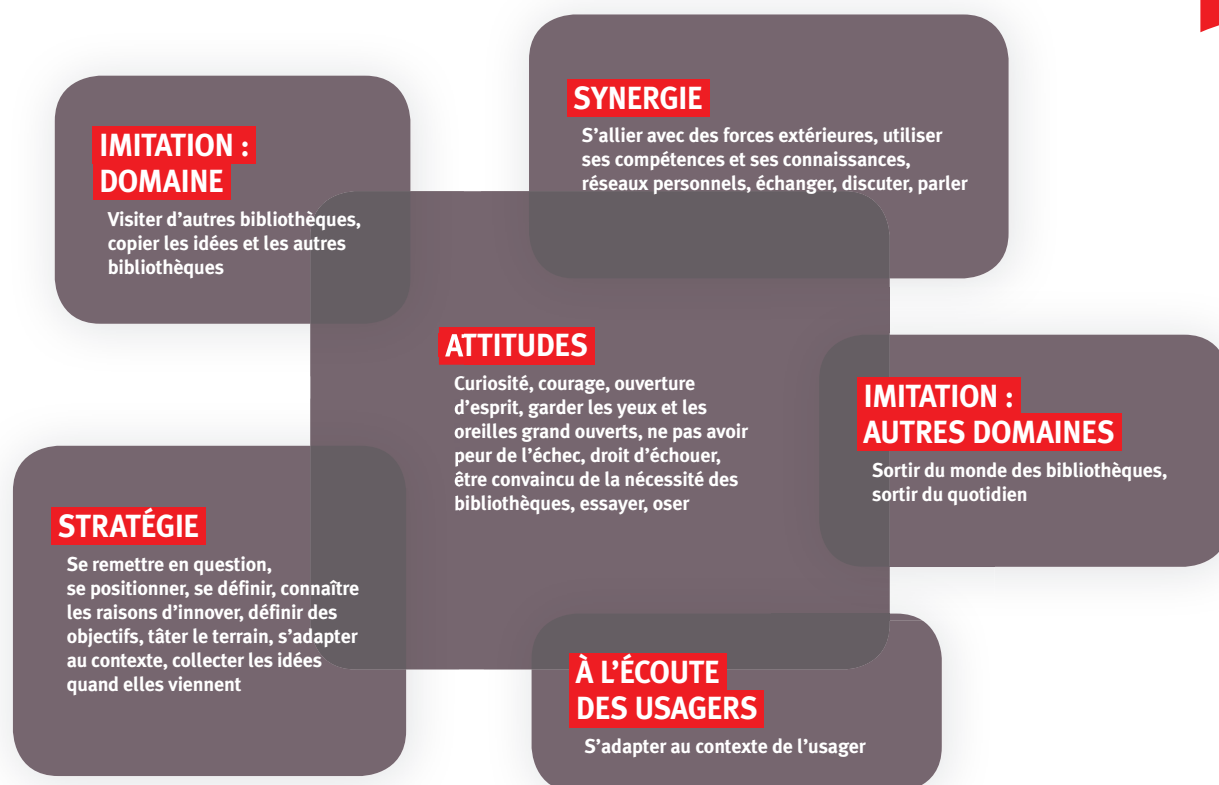 IMITATION :
DOMAINE
Visiter d'autres bibliothèques,
copier les idées et les autres
bibliothèques
SYNERGIE
S'allier avec des forces extérieures, utiliser
ses compétences et ses connaissances,
réseaux personnels, échanger, discuter, parler
ATTITUDES
Curiosité, courage, ouverture
d'esprit, garder les yeux et les
oreilles grand ouverts, ne pas avoir
peur de l'échec, droit d'échouer,
être convaincu de la nécessité des
bibliothèques, essayer, oser
IMITATION :
AUTRES DOMAINES
Sortir du monde des bibliothèques,
sortir du quotidien
STRATÉGIE
Se remettre en question,
se positionner, se définir, connaître
les raisons d'innover, définir des
objectifs, tâter le terrain, s'adapter
au contexte, collecter les idées
quand elles viennent
À L'ÉCOUTE
DES USAGERS
S'adapter au contexte de l'usager